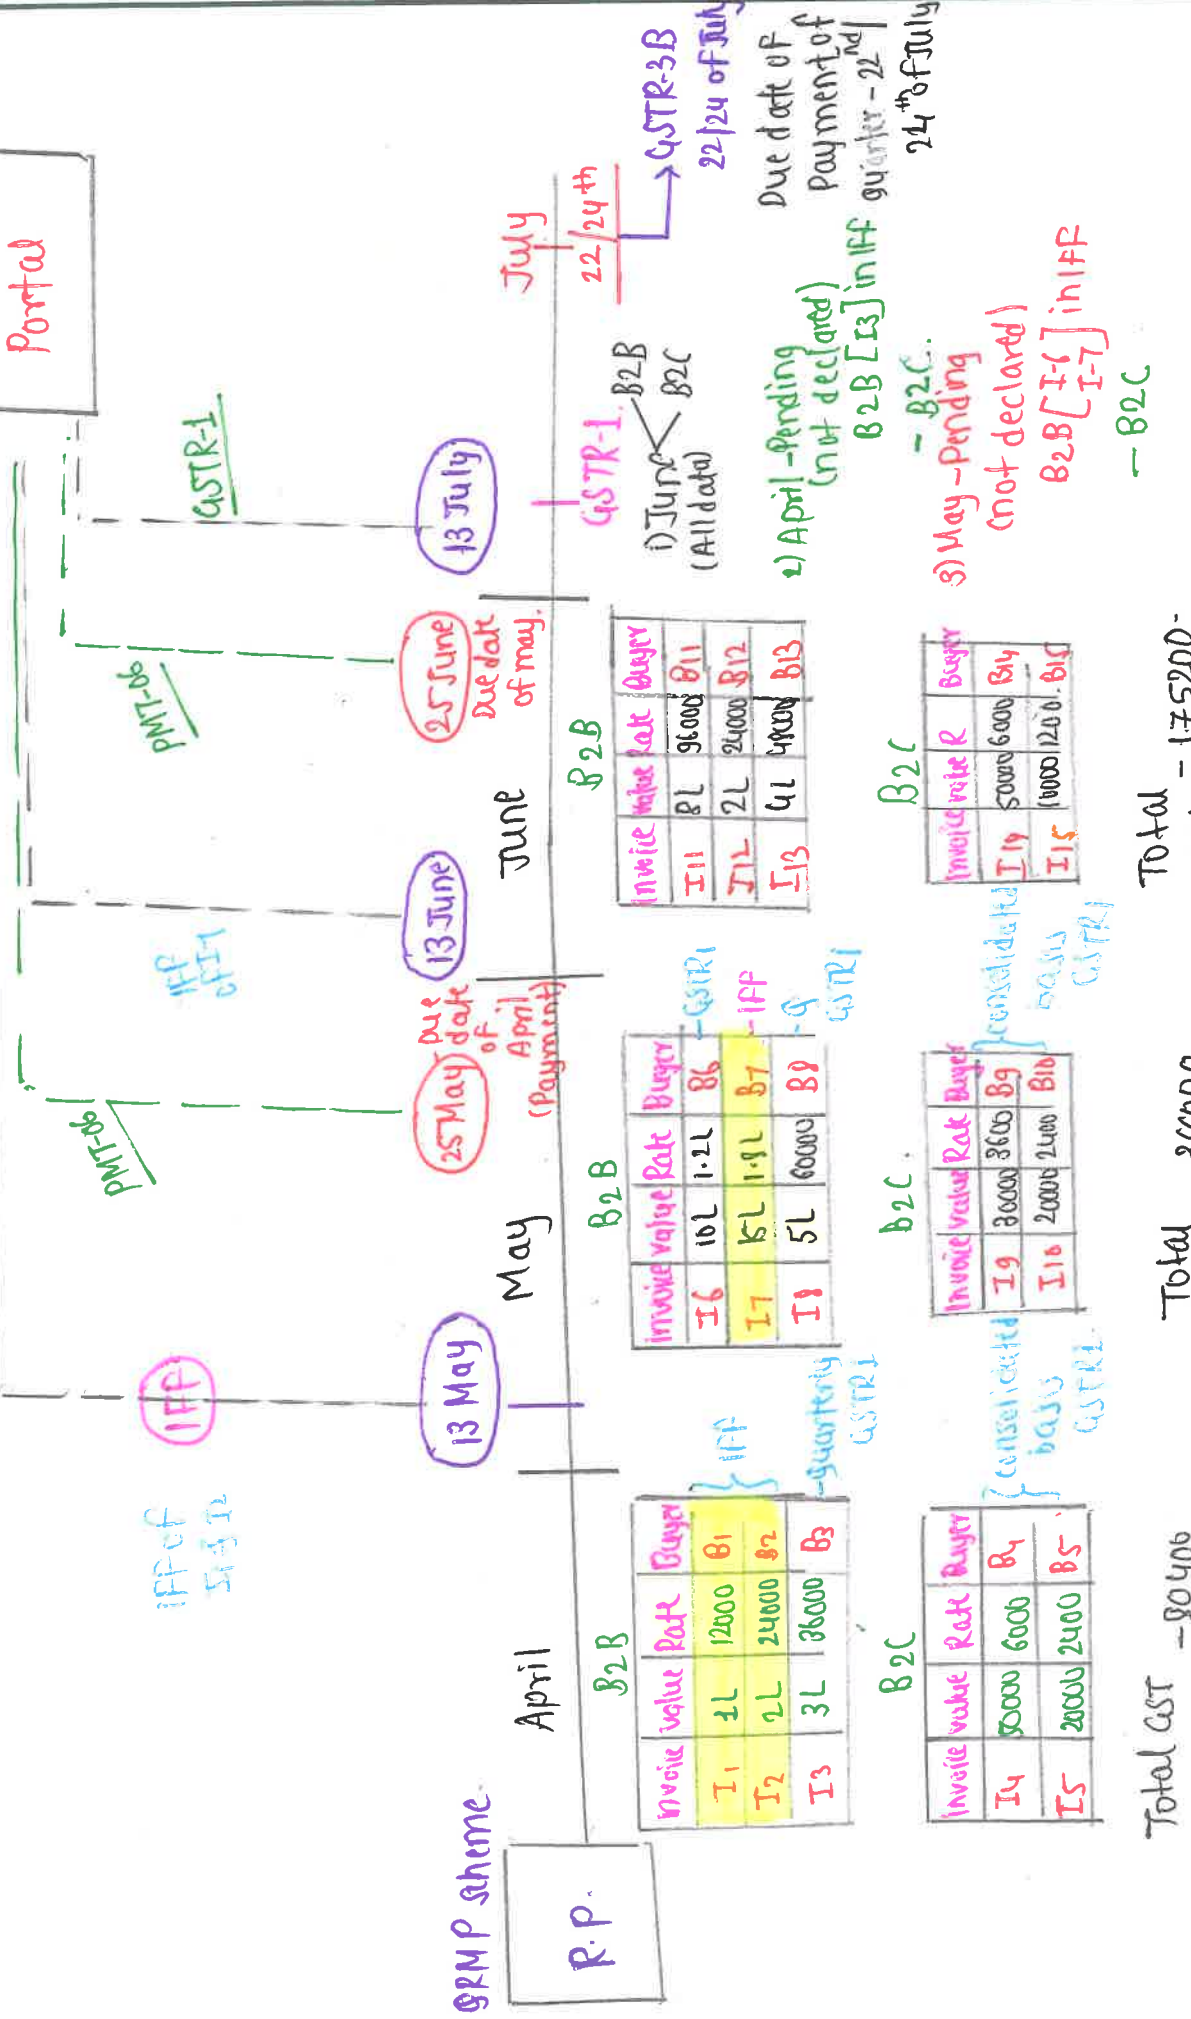 Portal
GSTR-1
PMT-06
IFF
of I-7
PMT-06
IFF
IFF of
QRMP scheme.
R.P.
April
13 May
May
25 May
Due
date
of
April
(Payment)
13 June
June
25 June
Due date
of may.
13 July
July
22/24th
GSTR-3B
22/24 of July
Due date of
Payment of
quarter - 22nd/
24th of July
B2B
Invoice value Rate Buyer
I1 1L 12000 B1
I2 2L 24000 B2
} IFF
I3 3L 36000 B3
- quarterly
GSTR1
B2C
Invoice value Rate Buyer
I4 50000 6000 B4
I5 20000 2400 B5
} consolidated
basis
GSTR1
Total GST - 80400
B2B
Invoice value Rate Buyer
I6 10L 1.2L B6 - GSTR1
I7 15L 1.8L B7 - IFF
I8 5L 60000 B8 - Q
GSTR1
B2C.
Invoice value Rate Buyer
I9 30000 3600 B9
I10 20000 2400 B10
} consolidated
basis
GSTR1
Total
B2B
Invoice value Rate Buyer
I11 8L 96000 B11
I12 2L 24000 B12
I13 4L 48000 B13
B2C
Invoice value R Buyer
I14 50000 6000 B14
I15 10000 1200. B15
Total - 175200-
GSTR-1.
1) June
(All data)
B2B
B2C
2) April - Pending
(not declared)
B2B [I3] in IFF
- B2C..
3) May - Pending
(not declared)
B2B [I-6
I-7] in IFF
- B2C